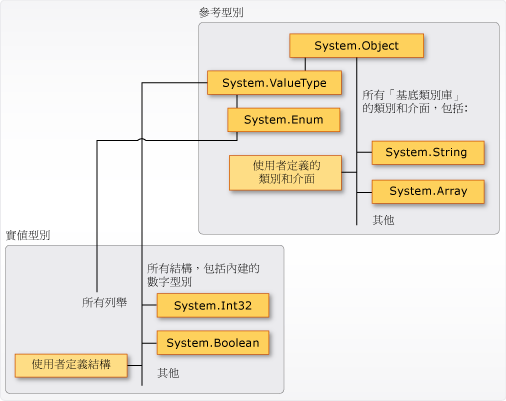 參考型別
System.Object
System.ValueType
System.Enum
所有「基底類別庫」
的類別和介面，包括:
System.String
使用者定義的
類別和介面
System.Array
其他
實值型別
所有結構，包括內建的
數字型別
所有列舉
System.Int32
System.Boolean
使用者定義結構
其他